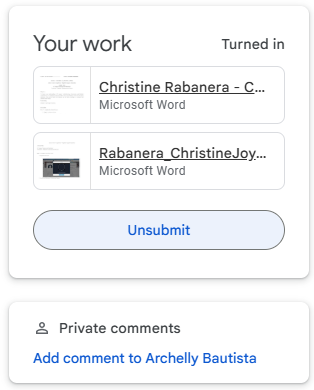 Your work
Turned in
Christine Rabanera - C...
Microsoft Word
Rabanera_ChristineJoy...
Microsoft Word
Unsubmit
Private comments
Add comment to Archelly Bautista